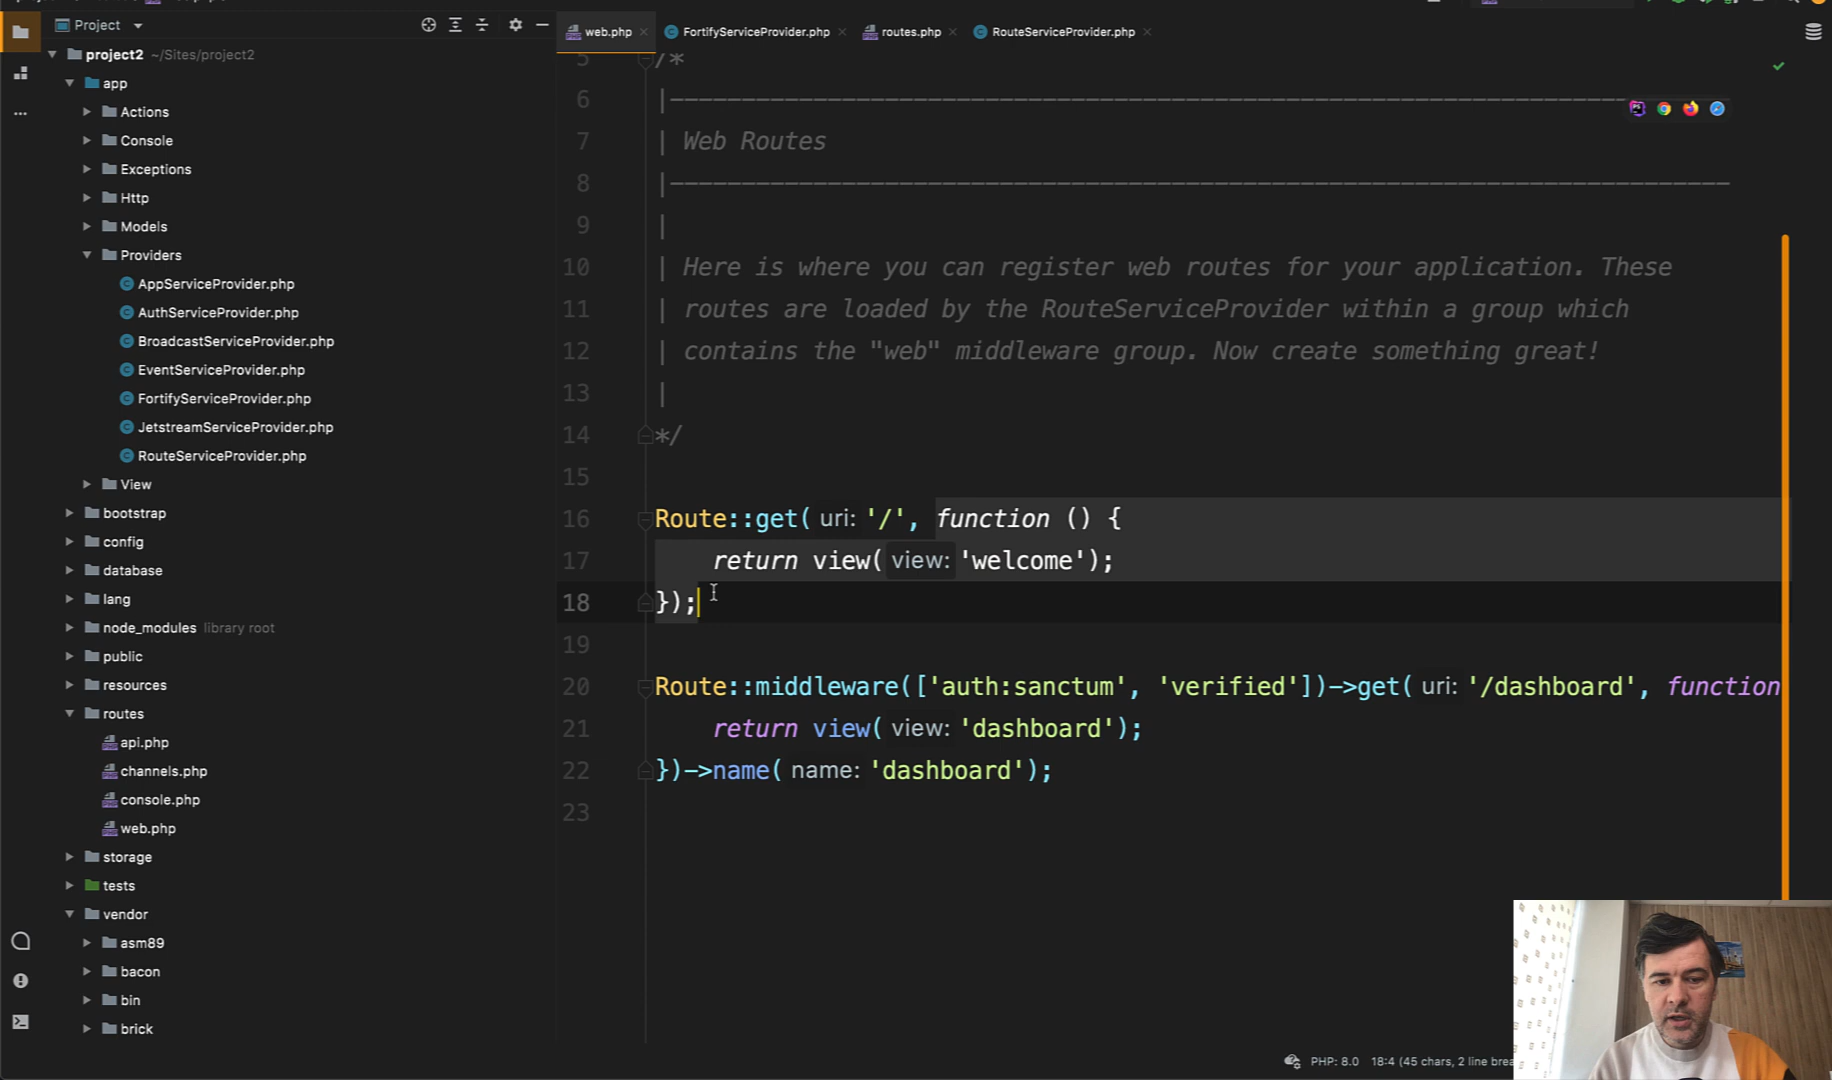 Project
web.php
FortifyServiceProvider.php
routes.php
RouteServiceProvider.php
project2 ~/Sites/project2
app
Actions
Console
Exceptions
Http
Models
Providers
AppServiceProvider.php
AuthServiceProvider.php
BroadcastServiceProvider.php
EventServiceProvider.php
FortifyServiceProvider.php
JetstreamServiceProvider.php
RouteServiceProvider.php
View
bootstrap
config
database
lang
node_modules library root
public
resources
routes
api.php
channels.php
console.php
web.php
storage
tests
vendor
asm89
bacon
bin
brick
5 /*
6 |--------------------------------------------------------------------------
7 | Web Routes
8 |--------------------------------------------------------------------------
9 |
10 | Here is where you can register web routes for your application. These
11 | routes are loaded by the RouteServiceProvider within a group which
12 | contains the "web" middleware group. Now create something great!
13 |
14 */
15
16 Route::get( uri: '/', function () {
17 return view( view: 'welcome');
18 });
19
20 Route::middleware(['auth:sanctum', 'verified'])->get( uri: '/dashboard', function
21 return view( view: 'dashboard');
22 })->name( name: 'dashboard');
23
PHP: 8.0 18:4 (45 chars, 2 line brea